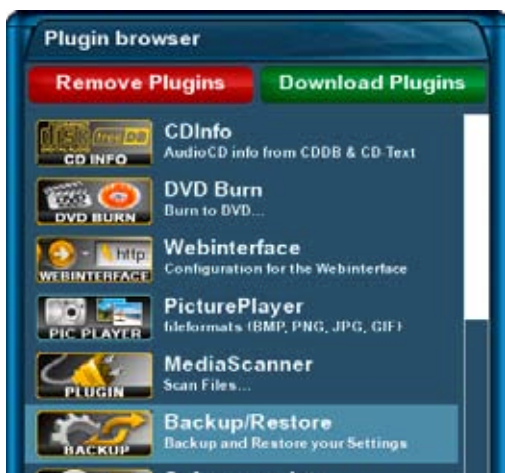 Plugin browser
Remove Plugins Download Plugins
disk freeDB
CD INFO
CDInfo
AudioCD info from CDDB & CD-Text
DVD BURN
DVD Burn
Burn to DVD...
http:
WEBINTERFACE
Webinterface
Configuration for the Webinterface
PIC PLAYER
PicturePlayer
fileformats (BMP, PNG, JPG, GIF)
PLUGIN
MediaScanner
Scan Files...
BACKUP
Backup/Restore
Backup and Restore your Settings